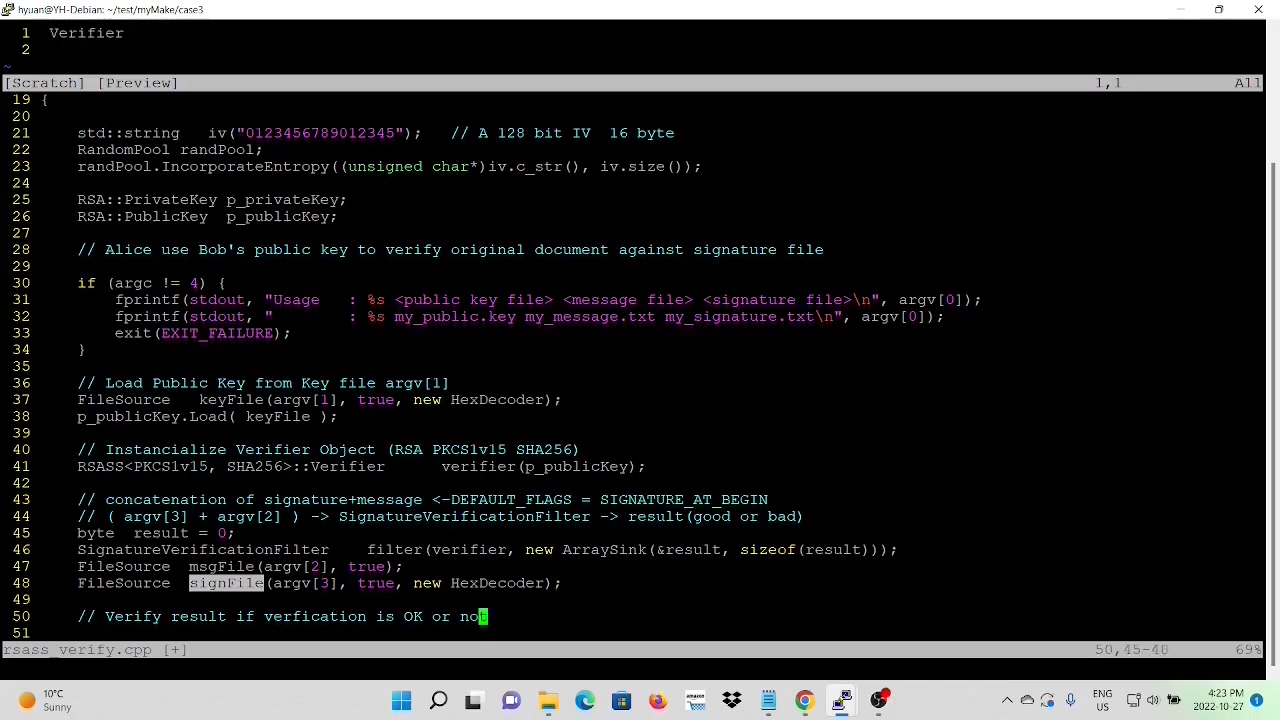 hyuan@YH-Debian: ~/test/myMake/case3
1 Verifier
2
~
[Scratch] [Preview] 1,1 All
19 {
20
21 std::string iv("0123456789012345"); // A 128 bit IV 16 byte
22 RandomPool randPool;
23 randPool.IncorporateEntropy((unsigned char*)iv.c_str(), iv.size());
24
25 RSA::PrivateKey p_privateKey;
26 RSA::PublicKey p_publicKey;
27
28 // Alice use Bob's public key to verify original document against signature file
29
30 if (argc != 4) {
31 fprintf(stdout, "Usage : %s <public key file> <message file> <signature file>\n", argv[0]);
32 fprintf(stdout, " : %s my_public.key my_message.txt my_signature.txt\n", argv[0]);
33 exit(EXIT_FAILURE);
34 }
35
36 // Load Public Key from Key file argv[1]
37 FileSource keyFile(argv[1], true, new HexDecoder);
38 p_publicKey.Load( keyFile );
39
40 // Instancialize Verifier Object (RSA PKCS1v15 SHA256)
41 RSASS<PKCS1v15, SHA256>::Verifier verifier(p_publicKey);
42
43 // concatenation of signature+message <-DEFAULT_FLAGS = SIGNATURE_AT_BEGIN
44 // ( argv[3] + argv[2] ) -> SignatureVerificationFilter -> result(good or bad)
45 byte result = 0;
46 SignatureVerificationFilter filter(verifier, new ArraySink(&result, sizeof(result)));
47 FileSource msgFile(argv[2], true);
48 FileSource signFile(argv[3], true, new HexDecoder);
49
50 // Verify result if verfication is OK or not
51
rsass_verify.cpp [+] 50,45-48 69%
10°C
Sunny
amazon
ENG
US
4:23 PM
2022-10-27
1